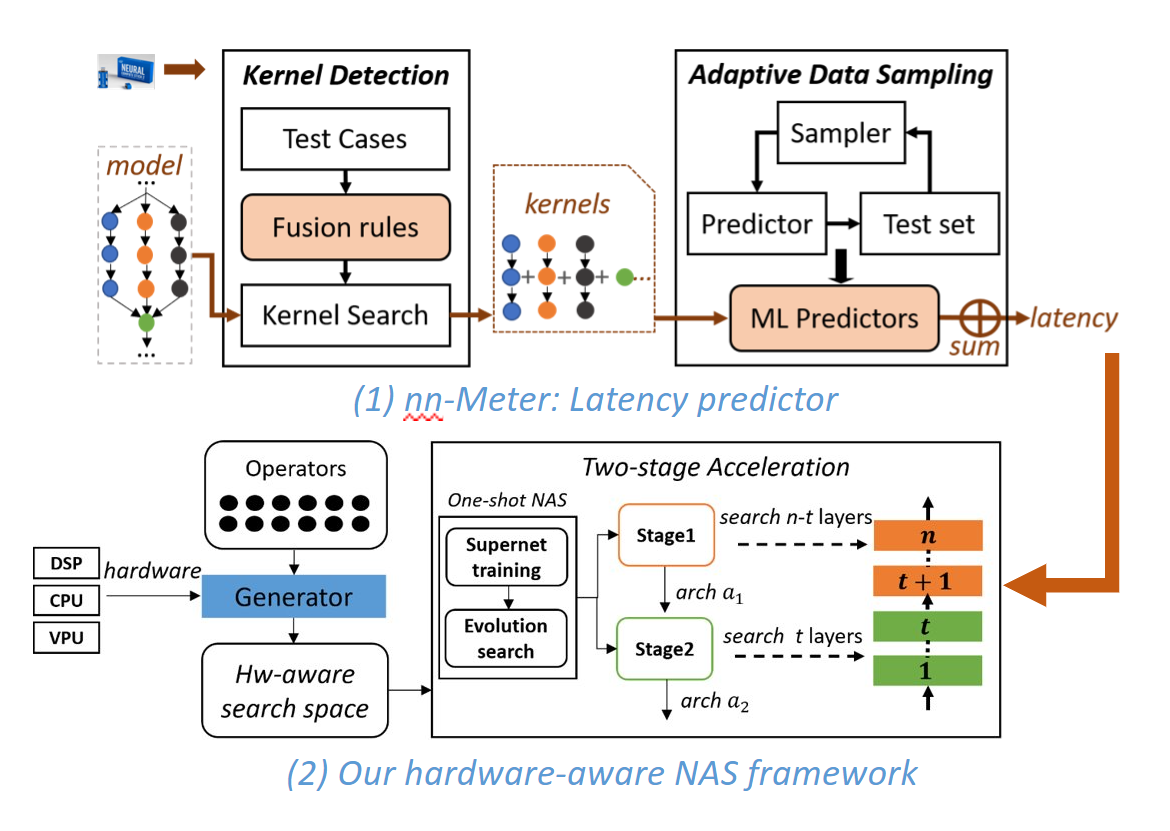 NEURAL
Kernel Detection
Test Cases
Fusion rules
Kernel Search
model
...
...
kernels
+ + + ...
Adaptive Data Sampling
Sampler
Predictor
Test set
ML Predictors
sum
latency
(1) nn-Meter: Latency predictor
Operators
DSP
CPU
VPU
hardware
Generator
Hw-aware
search space
Two-stage Acceleration
One-shot NAS
Supernet
training
Evolution
search
Stage1
arch a₁
Stage2
arch a₂
search n-t layers
search t layers
n
t + 1
t
1
(2) Our hardware-aware NAS framework